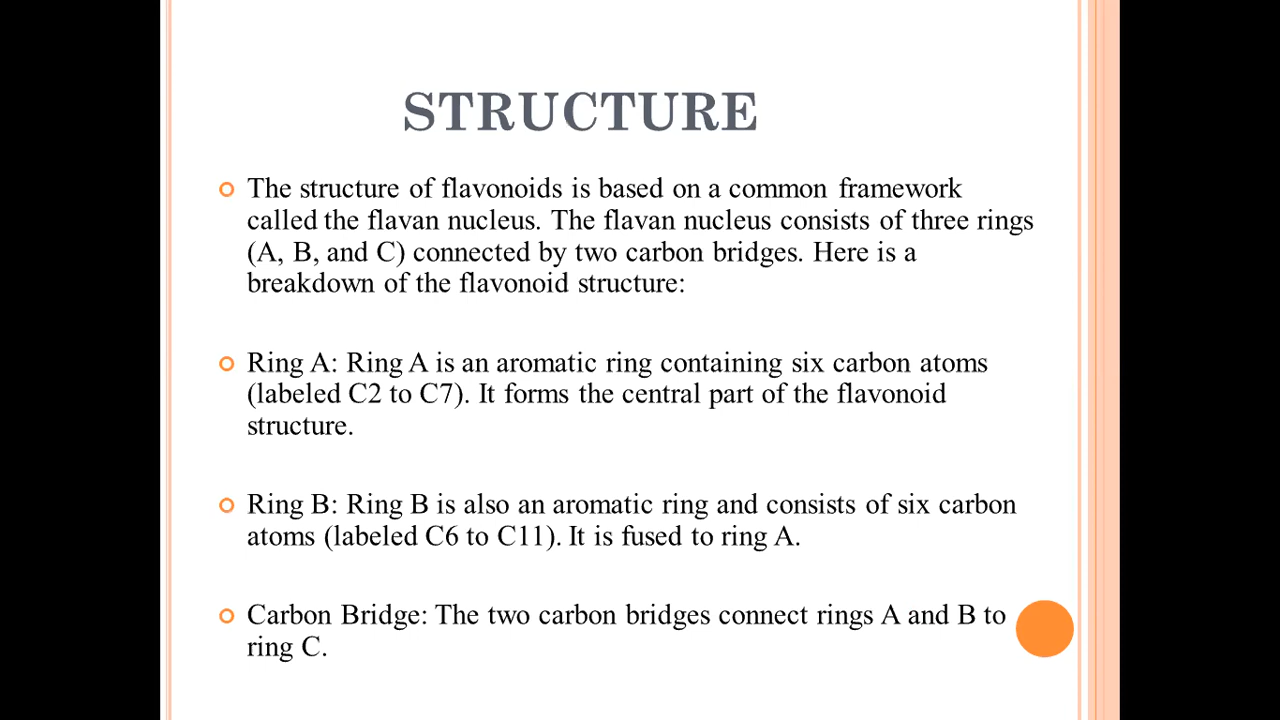 STRUCTURE
The structure of flavonoids is based on a common framework
called the flavan nucleus. The flavan nucleus consists of three rings
(A, B, and C) connected by two carbon bridges. Here is a
breakdown of the flavonoid structure:
Ring A: Ring A is an aromatic ring containing six carbon atoms
(labeled C2 to C7). It forms the central part of the flavonoid
structure.
Ring B: Ring B is also an aromatic ring and consists of six carbon
atoms (labeled C6 to C11). It is fused to ring A.
Carbon Bridge: The two carbon bridges connect rings A and B to
ring C.